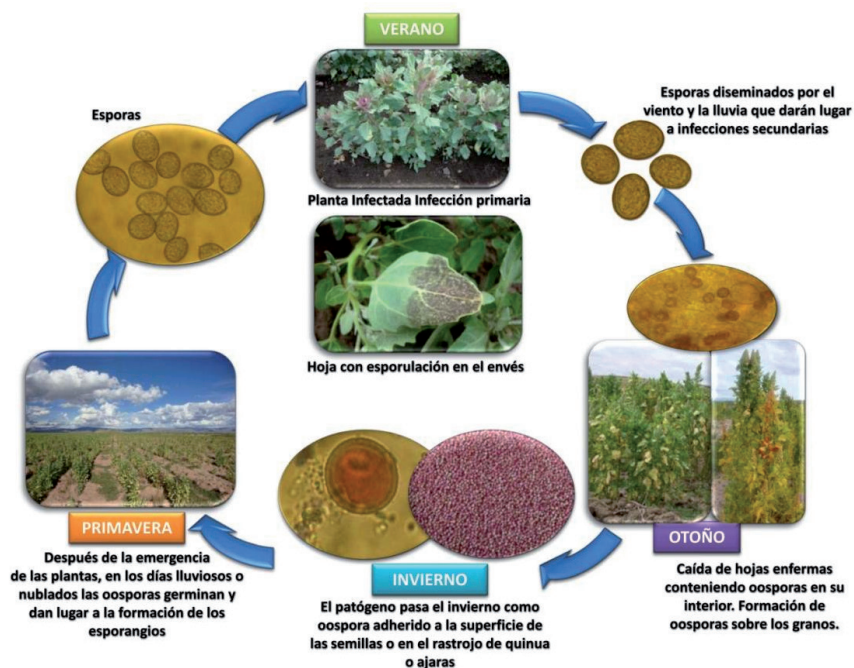 VERANO
Esporas
Esporas diseminados por el
viento y la lluvia que darán lugar
a infecciones secundarias
Planta Infectada Infección primaria
Hoja con esporulación en el envés
PRIMAVERA
Después de la emergencia
de las plantas, en los días lluviosos o
nublados las oosporas germinan y
dan lugar a la formación de los
esporangios
INVIERNO
El patógeno pasa el invierno como
oospora adherido a la superficie de
las semillas o en el rastrojo de quinua
o ajaras
OTOÑO
Caída de hojas enfermas
conteniendo oosporas en su
interior. Formación de
oosporas sobre los granos.